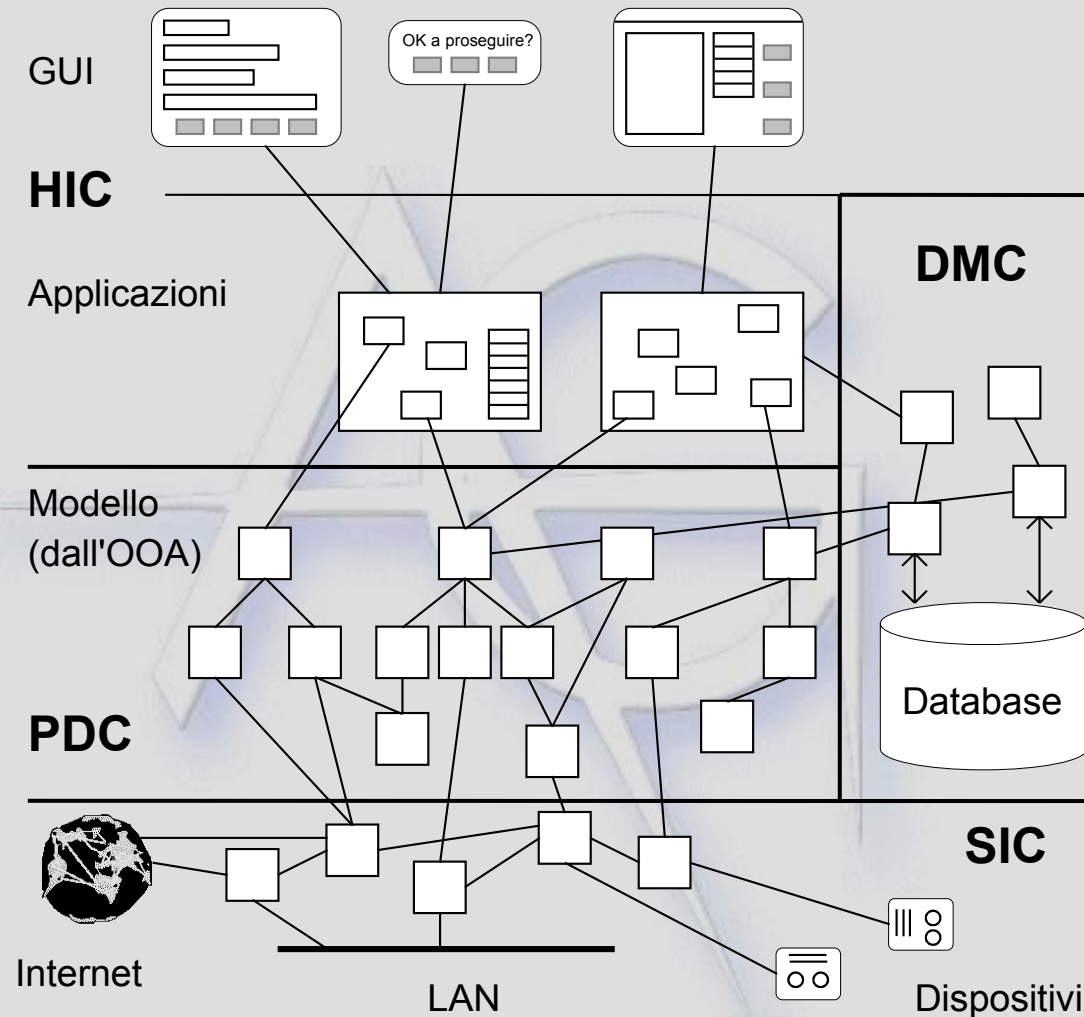 GUI
OK a proseguire?
HIC
DMC
Applicazioni
Modello
(dall'OOA)
PDC
Database
SIC
Internet
LAN
Dispositivi